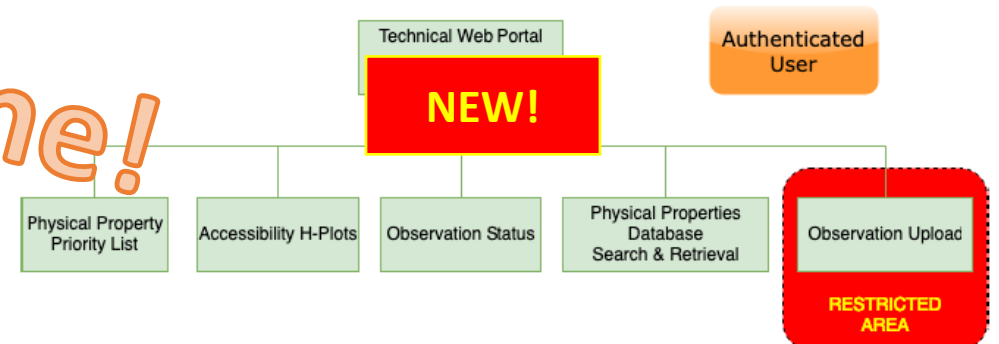 Technical Web Portal
Authenticated
User
NEW!
ne!
Physical Property
Priority List
Accessibility H-Plots
Observation Status
Physical Properties
Database
Search & Retrieval
Observation Upload
RESTRICTED
AREA